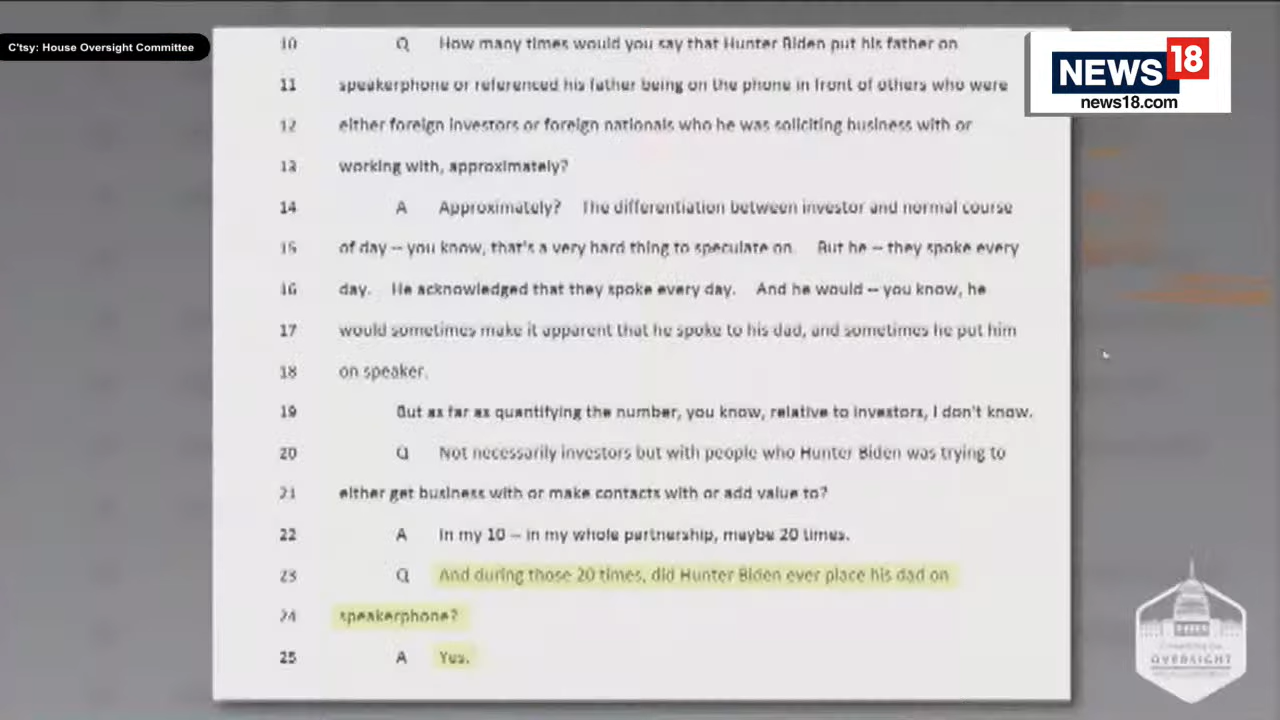 C'tsy: House Oversight Committee
NEWS 18
news18.com
10 Q How many times would you say that Hunter Biden put his father on
11 speakerphone or referenced his father being on the phone in front of others who were
12 either foreign investors or foreign nationals who he was soliciting business with or
13 working with, approximately?
14 A Approximately? The differentiation between investor and normal course
15 of day -- you know, that's a very hard thing to speculate on. But he -- they spoke every
16 day. He acknowledged that they spoke every day. And he would -- you know, he
17 would sometimes make it apparent that he spoke to his dad, and sometimes he put him
18 on speaker.
19 But as far as quantifying the number, you know, relative to investors, I don't know.
20 Q Not necessarily investors but with people who Hunter Biden was trying to
21 either get business with or make contacts with or add value to?
22 A In my 10 -- in my whole partnership, maybe 20 times.
23 Q And during those 20 times, did Hunter Biden ever place his dad on
24 speakerphone?
25 A Yes.
OVERSIGHT